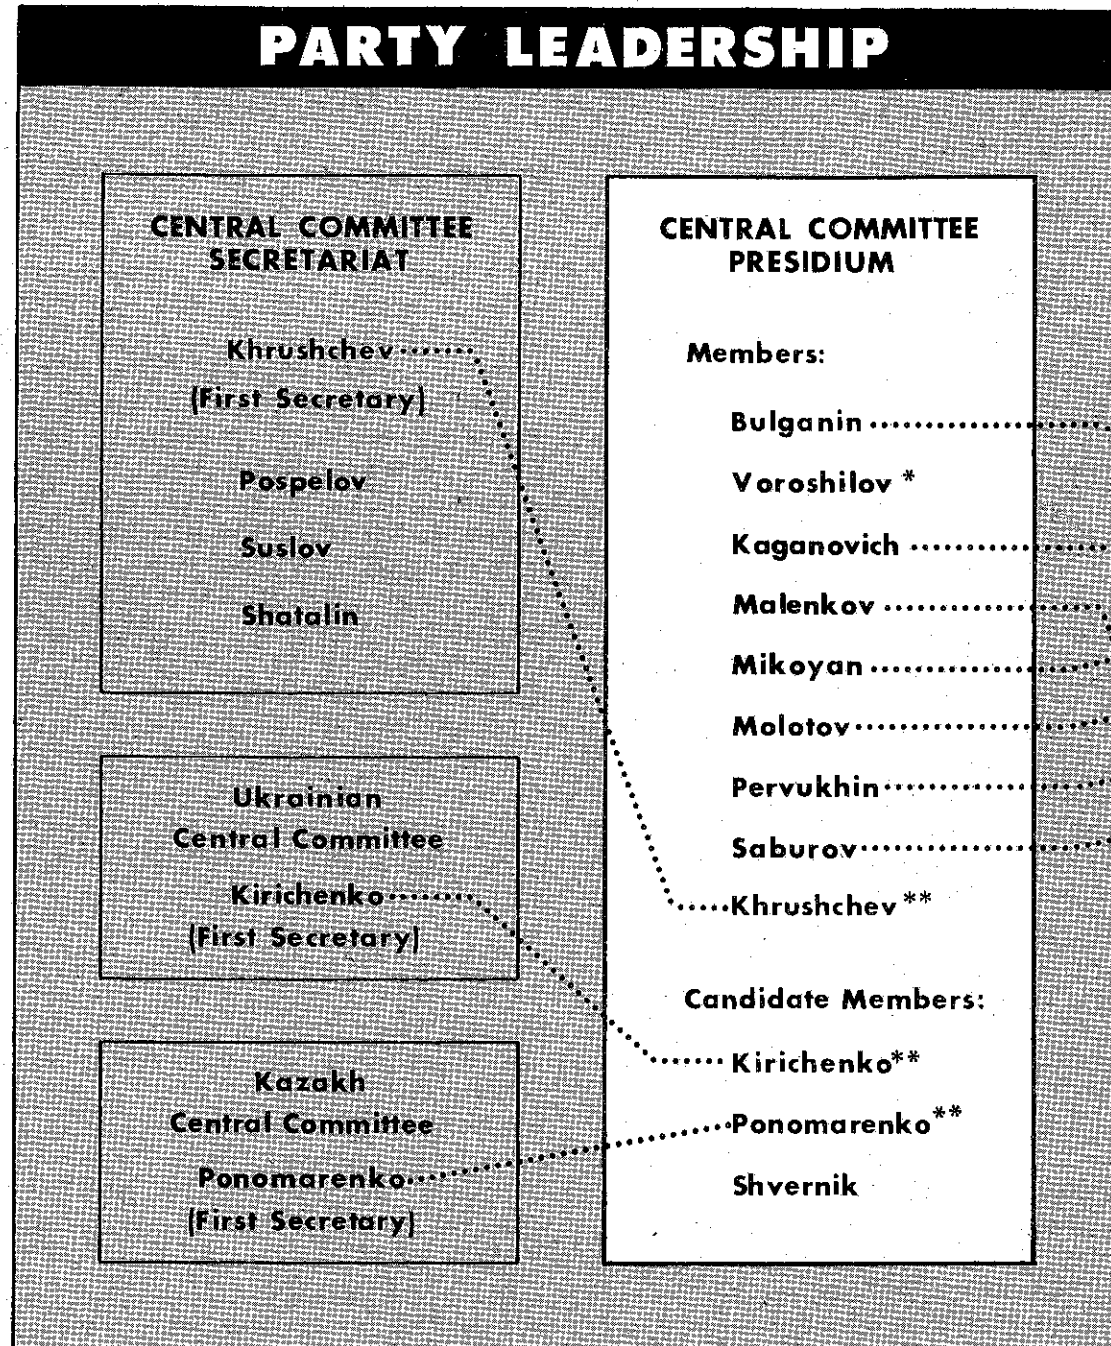 PARTY LEADERSHIP
CENTRAL COMMITTEE
SECRETARIAT
Khrushchev
(First Secretary)
Pospelov
Suslov
Shatalin
Ukrainian
Central Committee
Kirichenko
(First Secretary)
Kazakh
Central Committee
Ponomarenko
(First Secretary)
CENTRAL COMMITTEE
PRESIDIUM
Members:
Bulganin
Voroshilov *
Kaganovich
Malenkov
Mikoyan
Molotov
Pervukhin
Saburov
Khrushchev**
Candidate Members:
Kirichenko**
Ponomarenko**
Shvernik